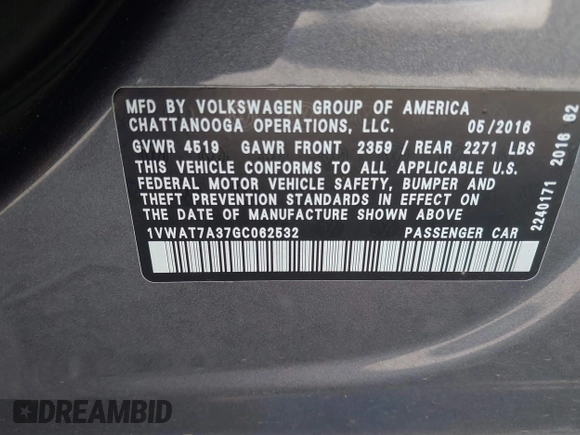 MFD BY VOLKSWAGEN GROUP OF AMERICA
CHATTANOOGA OPERATIONS, LLC. 05/2016
GVWR 4519 GAWR FRONT 2359 / REAR 2271 LBS
THIS VEHICLE CONFORMS TO ALL APPLICABLE U.S.
FEDERAL MOTOR VEHICLE SAFETY, BUMPER AND
THEFT PREVENTION STANDARDS IN EFFECT ON
THE DATE OF MANUFACTURE SHOWN ABOVE
1VWAT7A37GC062532 PASSENGER CAR
2240171 2016 62
DREAMBID